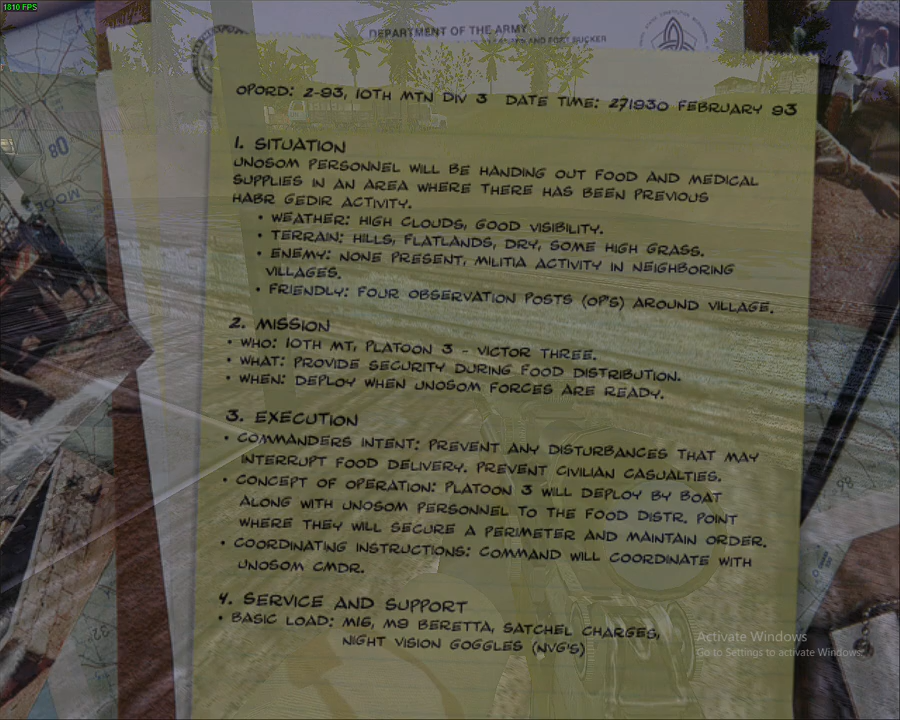 1810 FPS
DEPARTMENT OF THE ARMY
AND FORT RUCKER
OPORD: 2-93, 10TH MTN DIV 3 DATE TIME: 271930 FEBRUARY 93
1. SITUATION
UNOSOM PERSONNEL WILL BE HANDING OUT FOOD AND MEDICAL
SUPPLIES IN AN AREA WHERE THERE HAS BEEN PREVIOUS
HABR GEDIR ACTIVITY.
• WEATHER: HIGH CLOUDS, GOOD VISIBILITY.
• TERRAIN: HILLS, FLATLANDS, DRY, SOME HIGH GRASS.
• ENEMY: NONE PRESENT, MILITIA ACTIVITY IN NEIGHBORING
VILLAGES.
• FRIENDLY: FOUR OBSERVATION POSTS (OP'S) AROUND VILLAGE.
2. MISSION
• WHO: 10TH MT, PLATOON 3 - VICTOR THREE.
• WHAT: PROVIDE SECURITY DURING FOOD DISTRIBUTION.
• WHEN: DEPLOY WHEN UNOSOM FORCES ARE READY.
3. EXECUTION
• COMMANDERS INTENT: PREVENT ANY DISTURBANCES THAT MAY
INTERRUPT FOOD DELIVERY. PREVENT CIVILIAN CASUALTIES.
• CONCEPT OF OPERATION: PLATOON 3 WILL DEPLOY BY BOAT
ALONG WITH UNOSOM PERSONNEL TO THE FOOD DISTR. POINT
WHERE THEY WILL SECURE A PERIMETER AND MAINTAIN ORDER.
• COORDINATING INSTRUCTIONS: COMMAND WILL COORDINATE WITH
UNOSOM CMDR.
4. SERVICE AND SUPPORT
• BASIC LOAD: M16, M9 BERETTA, SATCHEL CHARGES,
NIGHT VISION GOGGLES (NVG'S)
Activate Windows
Go to Settings to activate Windows.